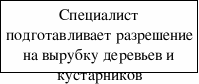 Специалист
подготавливает разрешение
на вырубку деревьев и
кустарников